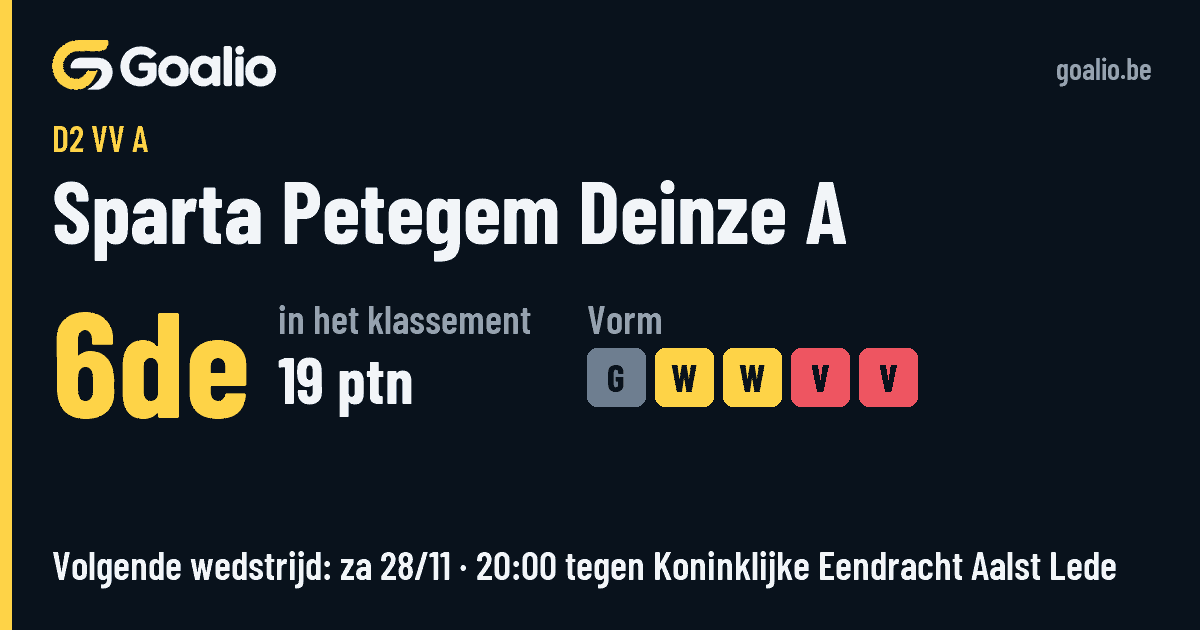 Goalio
goalio.be
D2 VV A
Sparta Petegem Deinze A
6de
in het klassement
19 ptn
Vorm
G W W V V
Volgende wedstrijd: za 28/11 · 20:00 tegen Koninklijke Eendracht Aalst Lede